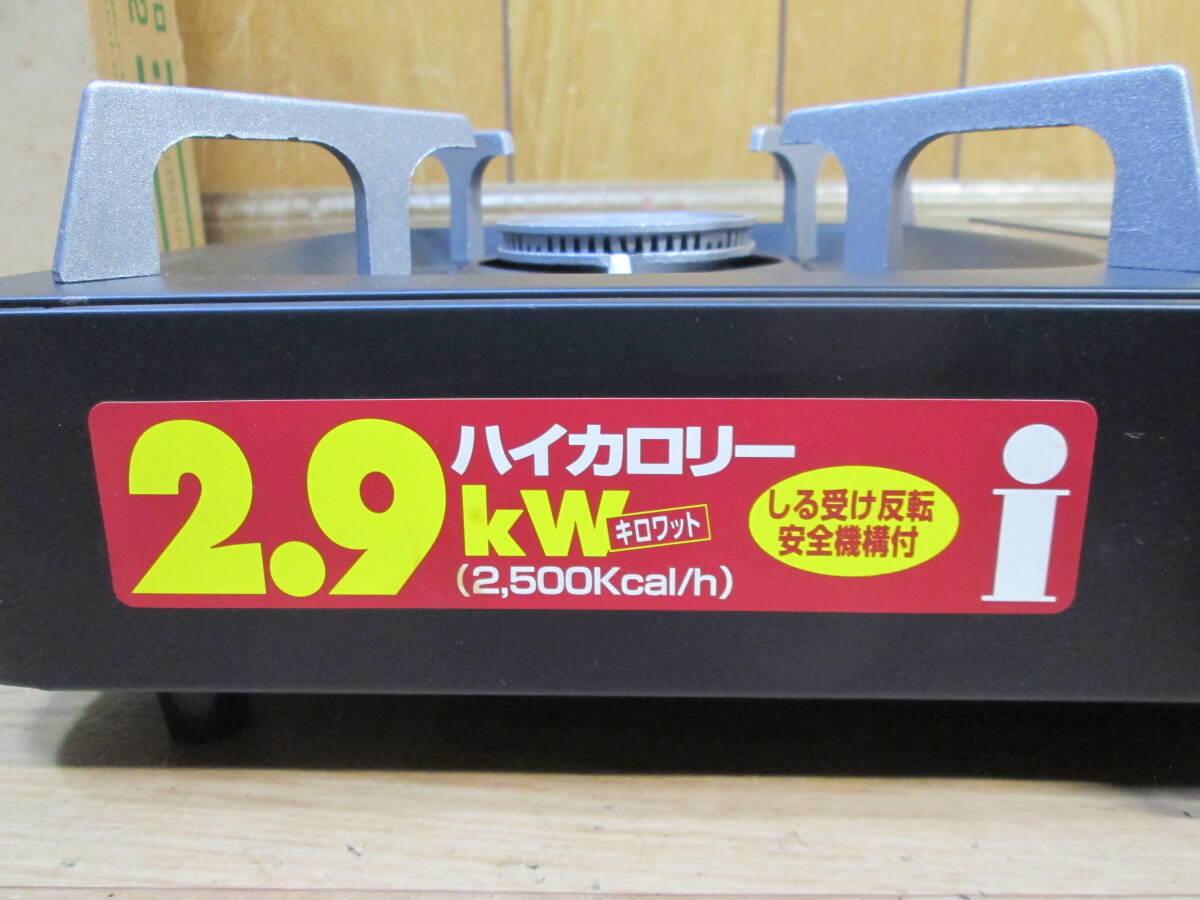 2.9
ハイカロリー
kW キロワット
(2,500Kcal/h)
しる受け反転
安全機構付
i